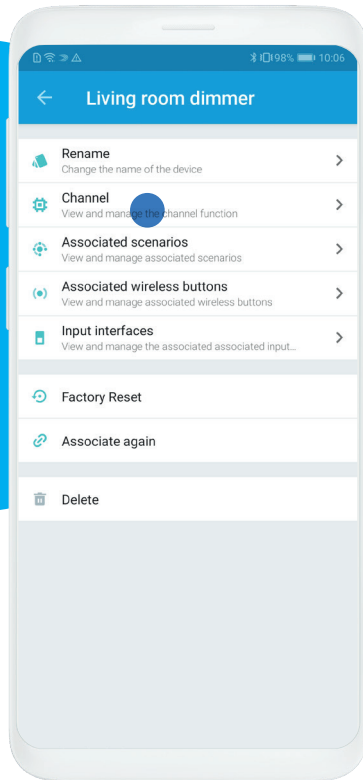 98% 10:06
Living room dimmer
Rename
Change the name of the device
Channel
View and manage the channel function
Associated scenarios
View and manage associated scenarios
Associated wireless buttons
View and manage associated wireless buttons
Input interfaces
View and manage the associated associated input...
Factory Reset
Associate again
Delete